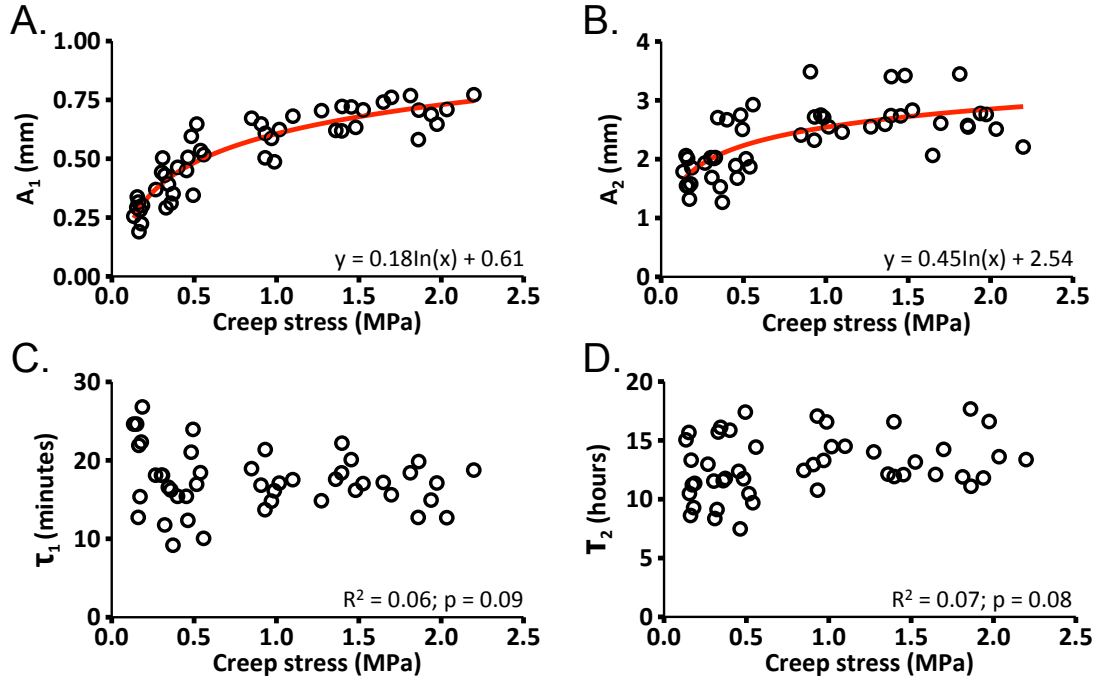 A.
1.00
0.75
0.50
0.25
0.00
A₁ (mm)
y = 0.18ln(x) + 0.61
0.0 0.5 1.0 1.5 2.0 2.5
Creep stress (MPa)
B.
4
3
2
1
0
A₂ (mm)
y = 0.45ln(x) + 2.54
0.0 0.5 1.0 1.5 2.0 2.5
Creep stress (MPa)
C.
30
20
10
0
τ₁ (minutes)
R² = 0.06; p = 0.09
0.0 0.5 1.0 1.5 2.0 2.5
Creep stress (MPa)
D.
20
15
10
5
0
τ₂ (hours)
R² = 0.07; p = 0.08
0.0 0.5 1.0 1.5 2.0 2.5
Creep stress (MPa)